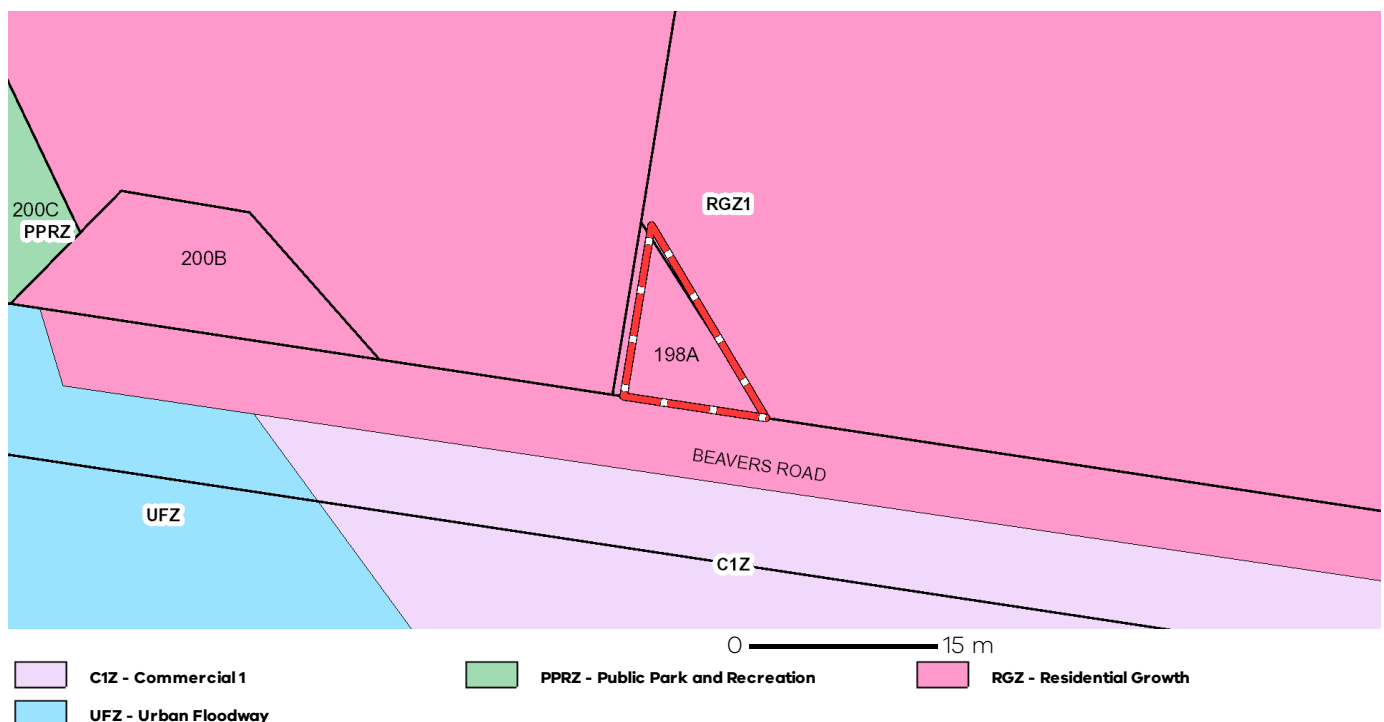 RGZ1
200C
PPRZ
200B
198A
BEAVERS ROAD
UFZ
C1Z
0 15 m
C1Z - Commercial 1
PPRZ - Public Park and Recreation
RGZ - Residential Growth
UFZ - Urban Floodway